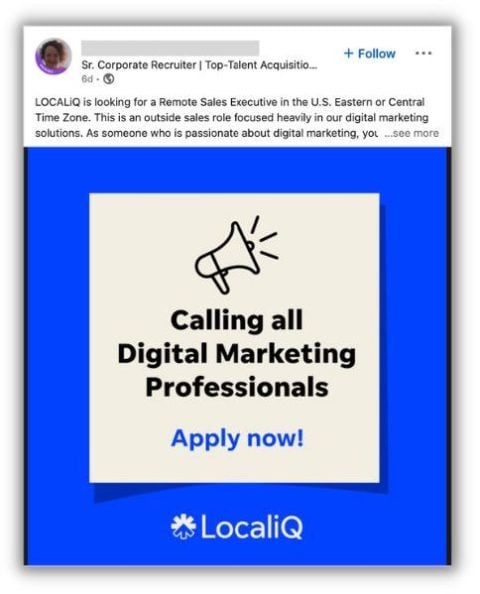 + Follow ...
Sr. Corporate Recruiter | Top-Talent Acquisitio...
6d •
LOCALiQ is looking for a Remote Sales Executive in the U.S. Eastern or Central
Time Zone. This is an outside sales role focused heavily in our digital marketing
solutions. As someone who is passionate about digital marketing, you ...see more
Calling all
Digital Marketing
Professionals
Apply now!
LocaliQ